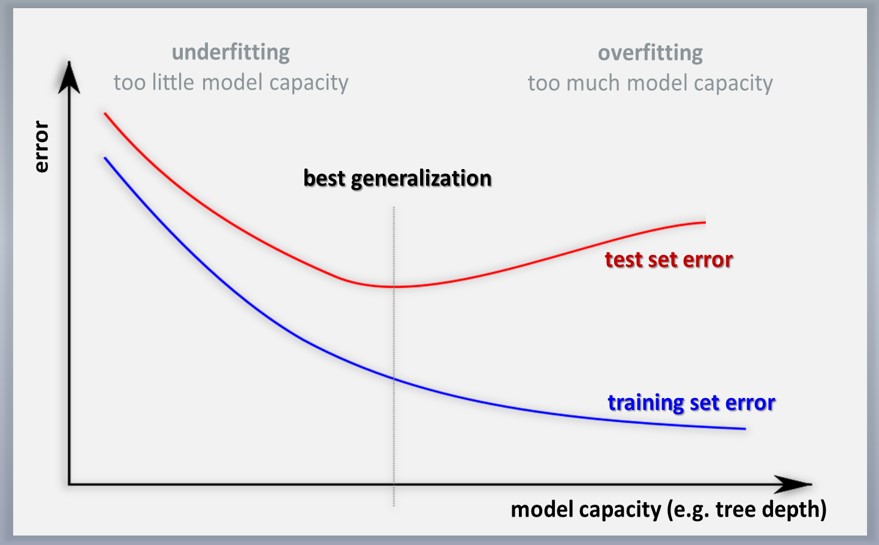 underfitting
too little model capacity
overfitting
too much model capacity
error
best generalization
test set error
training set error
model capacity (e.g. tree depth)